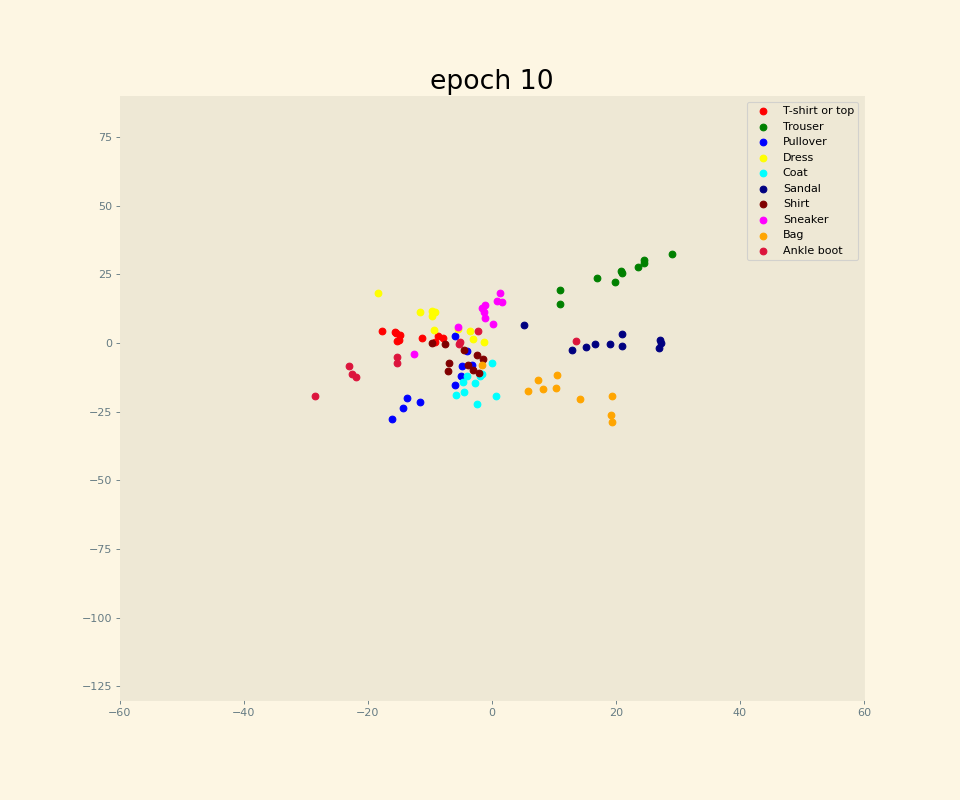 epoch 10
75
50
25
0
−25
−50
−75
−100
−125
−60 −40 −20 0 20 40 60
T-shirt or top
Trouser
Pullover
Dress
Coat
Sandal
Shirt
Sneaker
Bag
Ankle boot